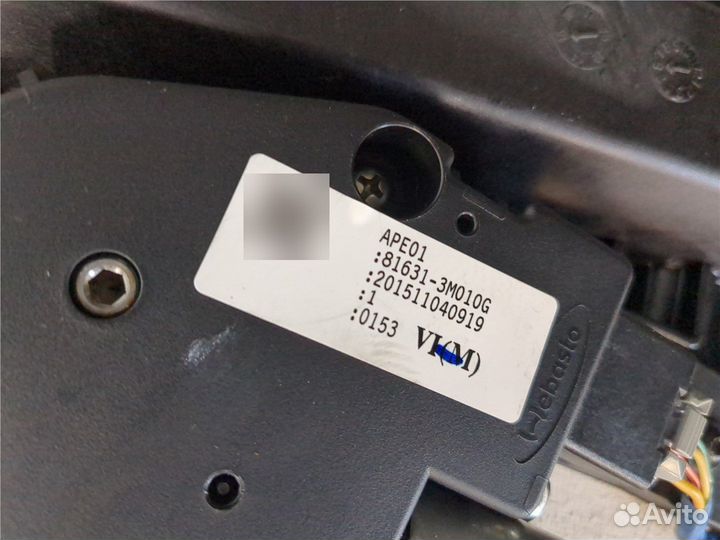 APE01
:81631-3M010G
:201511040919
:1
:0153 VI(M)
Webasto
Avito